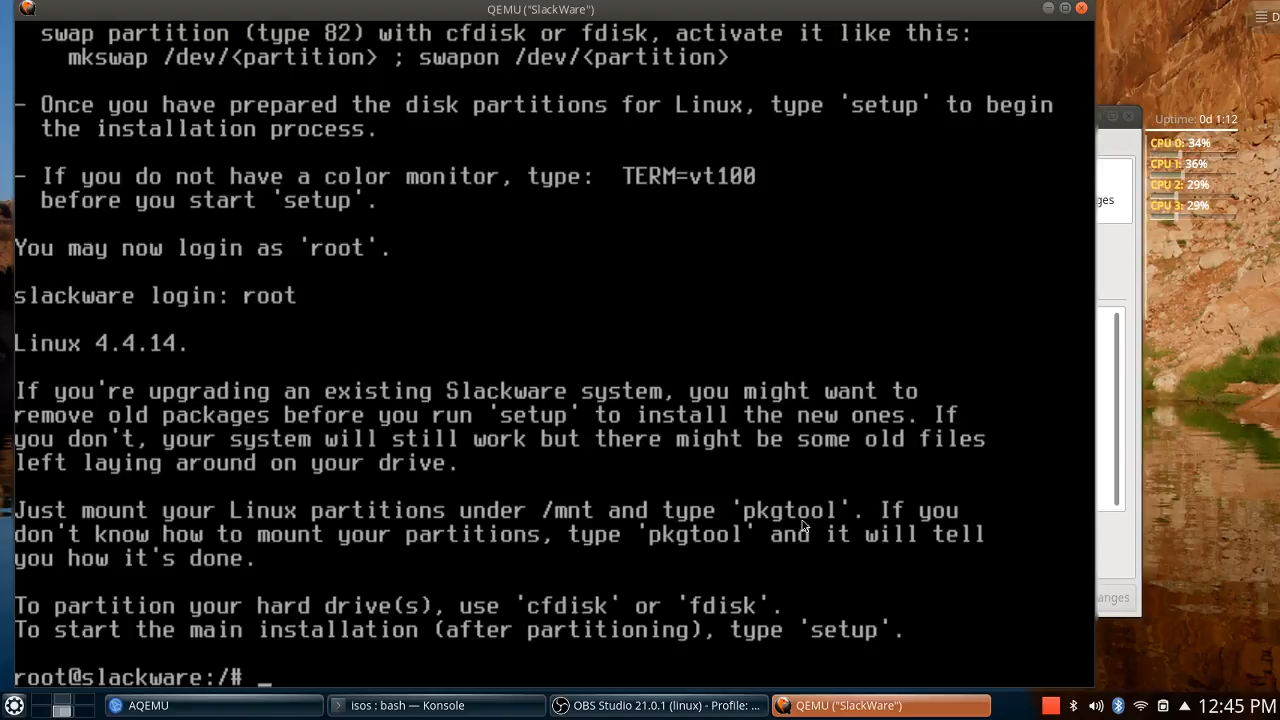 QEMU ("SlackWare")
swap partition (type 82) with cfdisk or fdisk, activate it like this:
mkswap /dev/<partition> ; swapon /dev/<partition>
- Once you have prepared the disk partitions for Linux, type 'setup' to begin
the installation process.
- If you do not have a color monitor, type:  TERM=vt100
before you start 'setup'.
You may now login as 'root'.
slackware login: root
Linux 4.4.14.
If you're upgrading an existing Slackware system, you might want to
remove old packages before you run 'setup' to install the new ones. If
you don't, your system will still work but there might be some old files
left laying around on your drive.
Just mount your Linux partitions under /mnt and type 'pkgtool'. If you
don't know how to mount your partitions, type 'pkgtool' and it will tell
you how it's done.
To partition your hard drive(s), use 'cfdisk' or 'fdisk'.
To start the main installation (after partitioning), type 'setup'.
root@slackware:/# _
D
Uptime: 0d 1:12
CPU 0: 34%
CPU 1: 36%
CPU 2: 29%
CPU 3: 29%
ges
anges
AQEMU
isos : bash — Konsole
OBS Studio 21.0.1 (linux) - Profile: ...
QEMU ("SlackWare")
12:45 PM